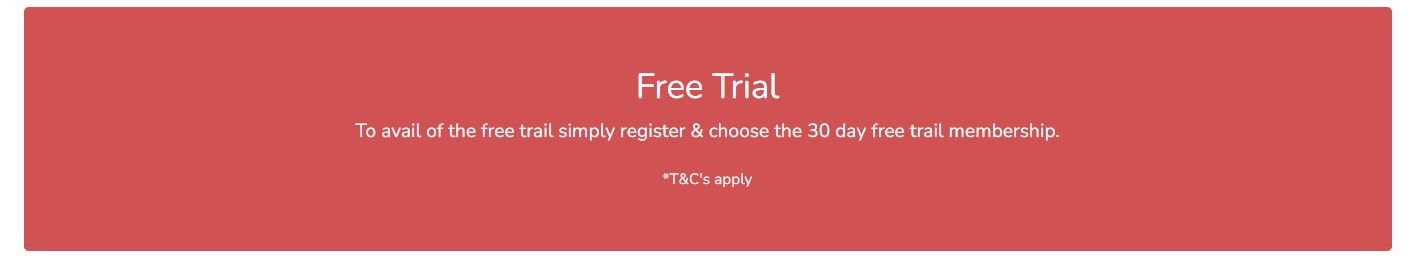 Free Trial
To avail of the free trail simply register & choose the 30 day free trail membership.
*T&C's apply